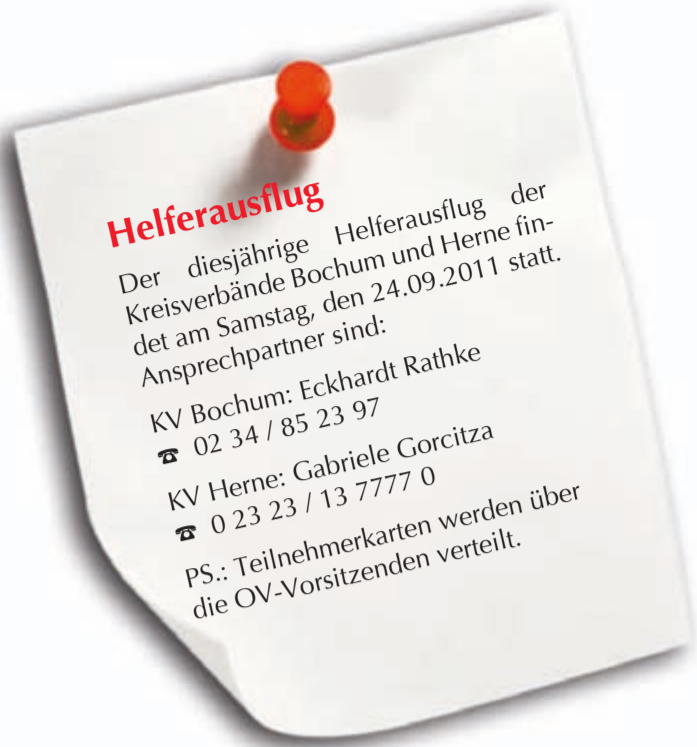 Helferausflug
Der diesjährige Helferausflug der
Kreisverbände Bochum und Herne fin-
det am Samstag, den 24.09.2011 statt.
Ansprechpartner sind:
KV Bochum: Eckhardt Rathke
☎ 02 34 / 85 23 97
KV Herne: Gabriele Gorcitza
☎ 0 23 23 / 13 7777 0
PS.: Teilnehmerkarten werden über
die OV-Vorsitzenden verteilt.